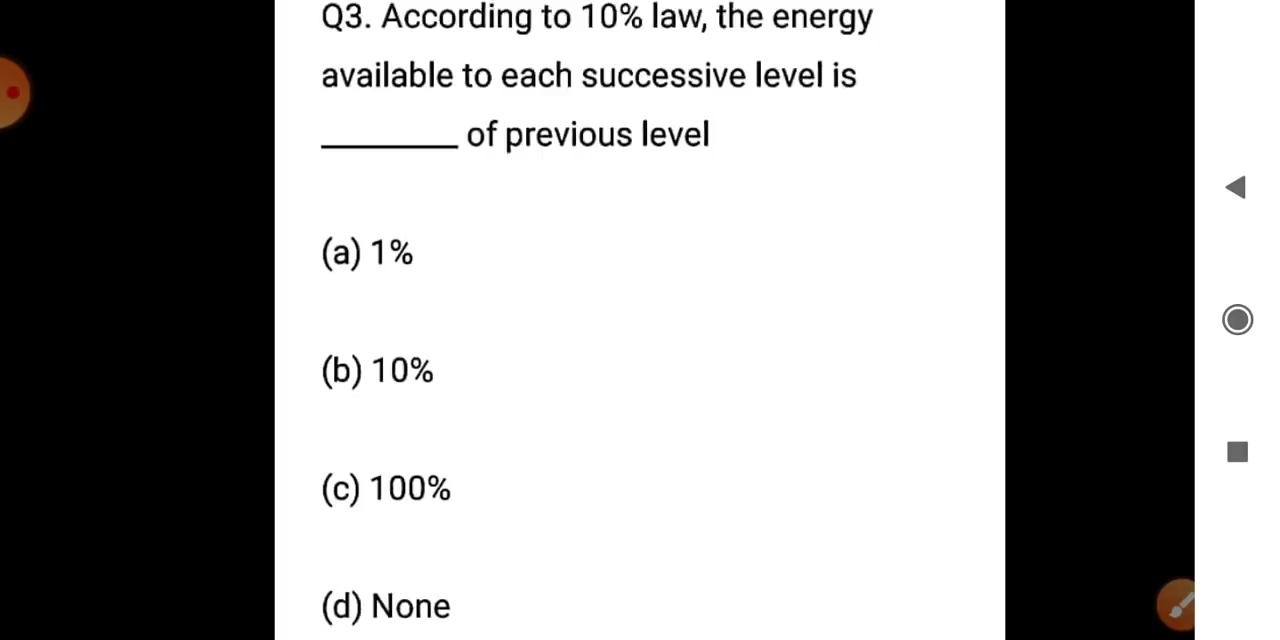 Q3. According to 10% law, the energy
available to each successive level is
________ of previous level
(a) 1%
(b) 10%
(c) 100%
(d) None